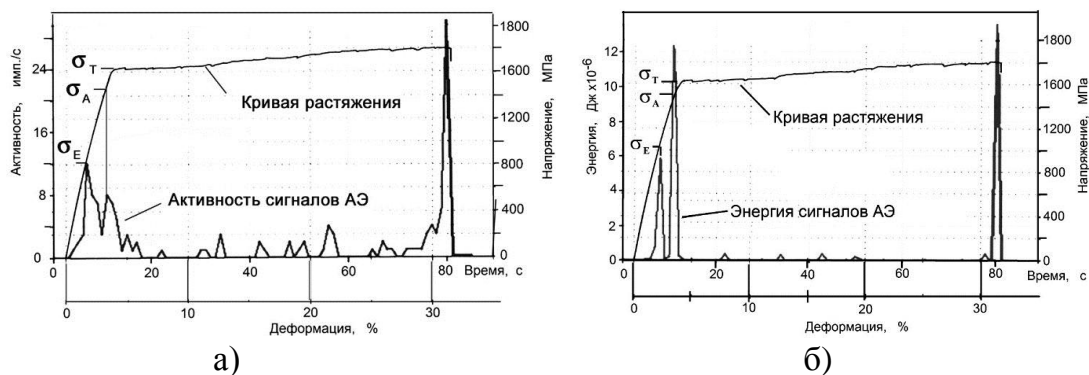 Активность, имп./с
24
16
8
0
σТ
σА
σЕ
Кривая растяжения
Активность сигналов АЭ
1800
1600
1400
1200
800
400
0
Напряжение, МПа
20
40
60
80
Время, с
0
10
20
30
Деформация, %
а)
Энергия, Дж х10⁻⁶
12
10
8
6
4
2
0
σТ
σА
σЕ
Кривая растяжения
Энергия сигналов АЭ
1800
1600
1400
1200
800
400
0
Напряжение, МПа
0
20
40
60
80
Время, с
0
10
20
30
Деформация, %
б)